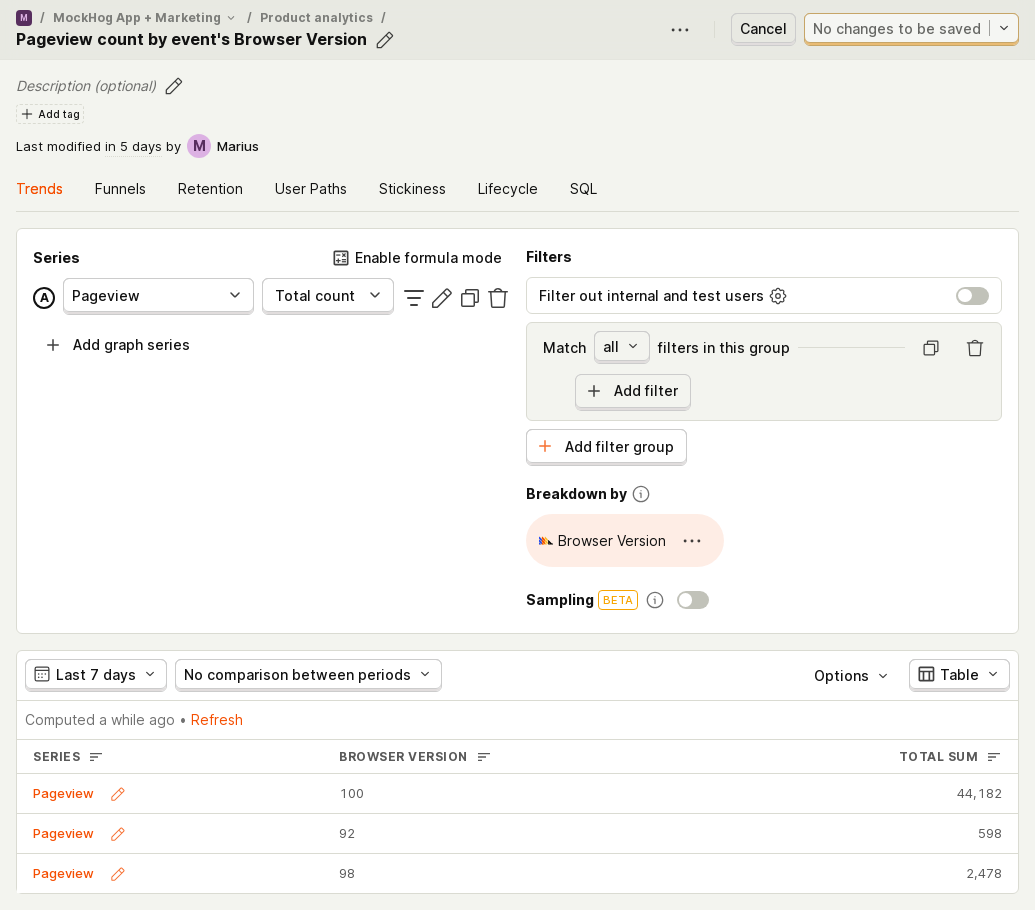 M / MockHog App + Marketing / Product analytics /
Pageview count by event's Browser Version
Cancel
No changes to be saved
Description (optional)
Add tag
Last modified in 5 days by M Marius
Trends Funnels Retention User Paths Stickiness Lifecycle SQL
Series
Enable formula mode
A Pageview Total count
Add graph series
Filters
Filter out internal and test users
Match all filters in this group
Add filter
Add filter group
Breakdown by
Browser Version
Sampling BETA
Last 7 days No comparison between periods Options Table
Computed a while ago • Refresh
SERIES BROWSER VERSION TOTAL SUM
Pageview 100 44,182
Pageview 92 598
Pageview 98 2,478